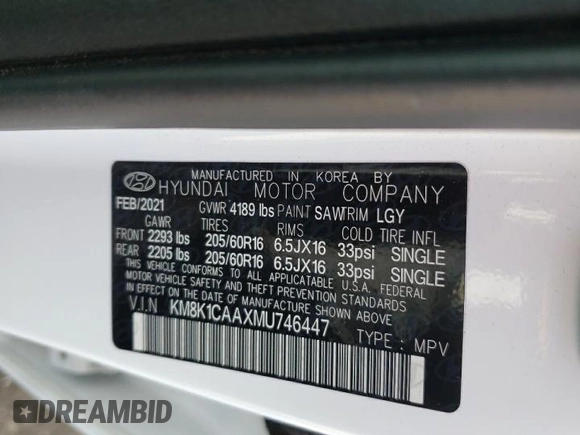 MANUFACTURED IN KOREA BY
HYUNDAI MOTOR COMPANY
FEB/2021 GVWR 4189 lbs PAINT SAW TRIM LGY
GAWR TIRES RIMS COLD TIRE INFL
FRONT 2293 lbs 205/60R16 6.5JX16 33psi SINGLE
REAR 2205 lbs 205/60R16 6.5JX16 33psi SINGLE
THIS VEHICLE CONFORMS TO ALL APPLICABLE U.S. FEDERAL
MOTOR VEHICLE SAFETY AND THEFT PREVENTION STANDARDS
IN EFFECT ON THE DATE OF MANUFACTURE SHOWN ABOVE.
V.I.N KM8K1CAAXMU746447 TYPE : MPV
DREAMBID